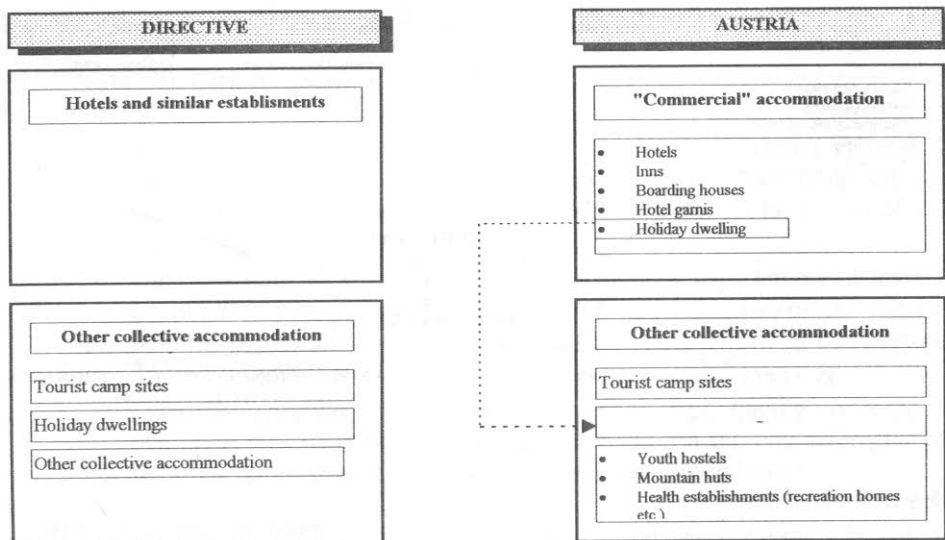 DIRECTIVE
Hotels and similar establisments
Other collective accommodation
Tourist camp sites
Holiday dwellings
Other collective accommodation
AUSTRIA
"Commercial" accommodation
• Hotels
• Inns
• Boarding houses
• Hotel garnis
• Holiday dwelling
Other collective accommodation
Tourist camp sites
-
• Youth hostels
• Mountain huts
• Health establishments (recreation homes
etc.)